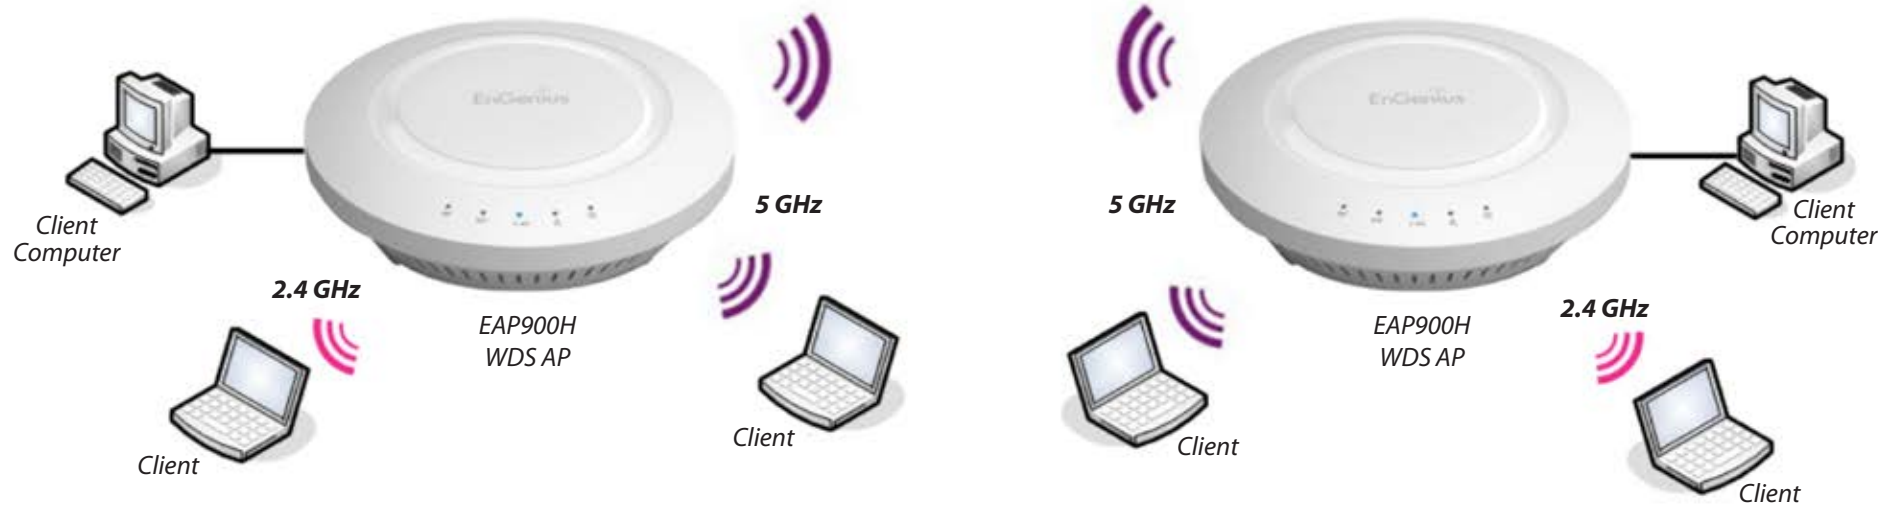 EnGenius
EnGenius
5 GHz
5 GHz
Client
Computer
Client
Computer
2.4 GHz
2.4 GHz
EAP900H
WDS AP
EAP900H
WDS AP
Client
Client
Client
Client